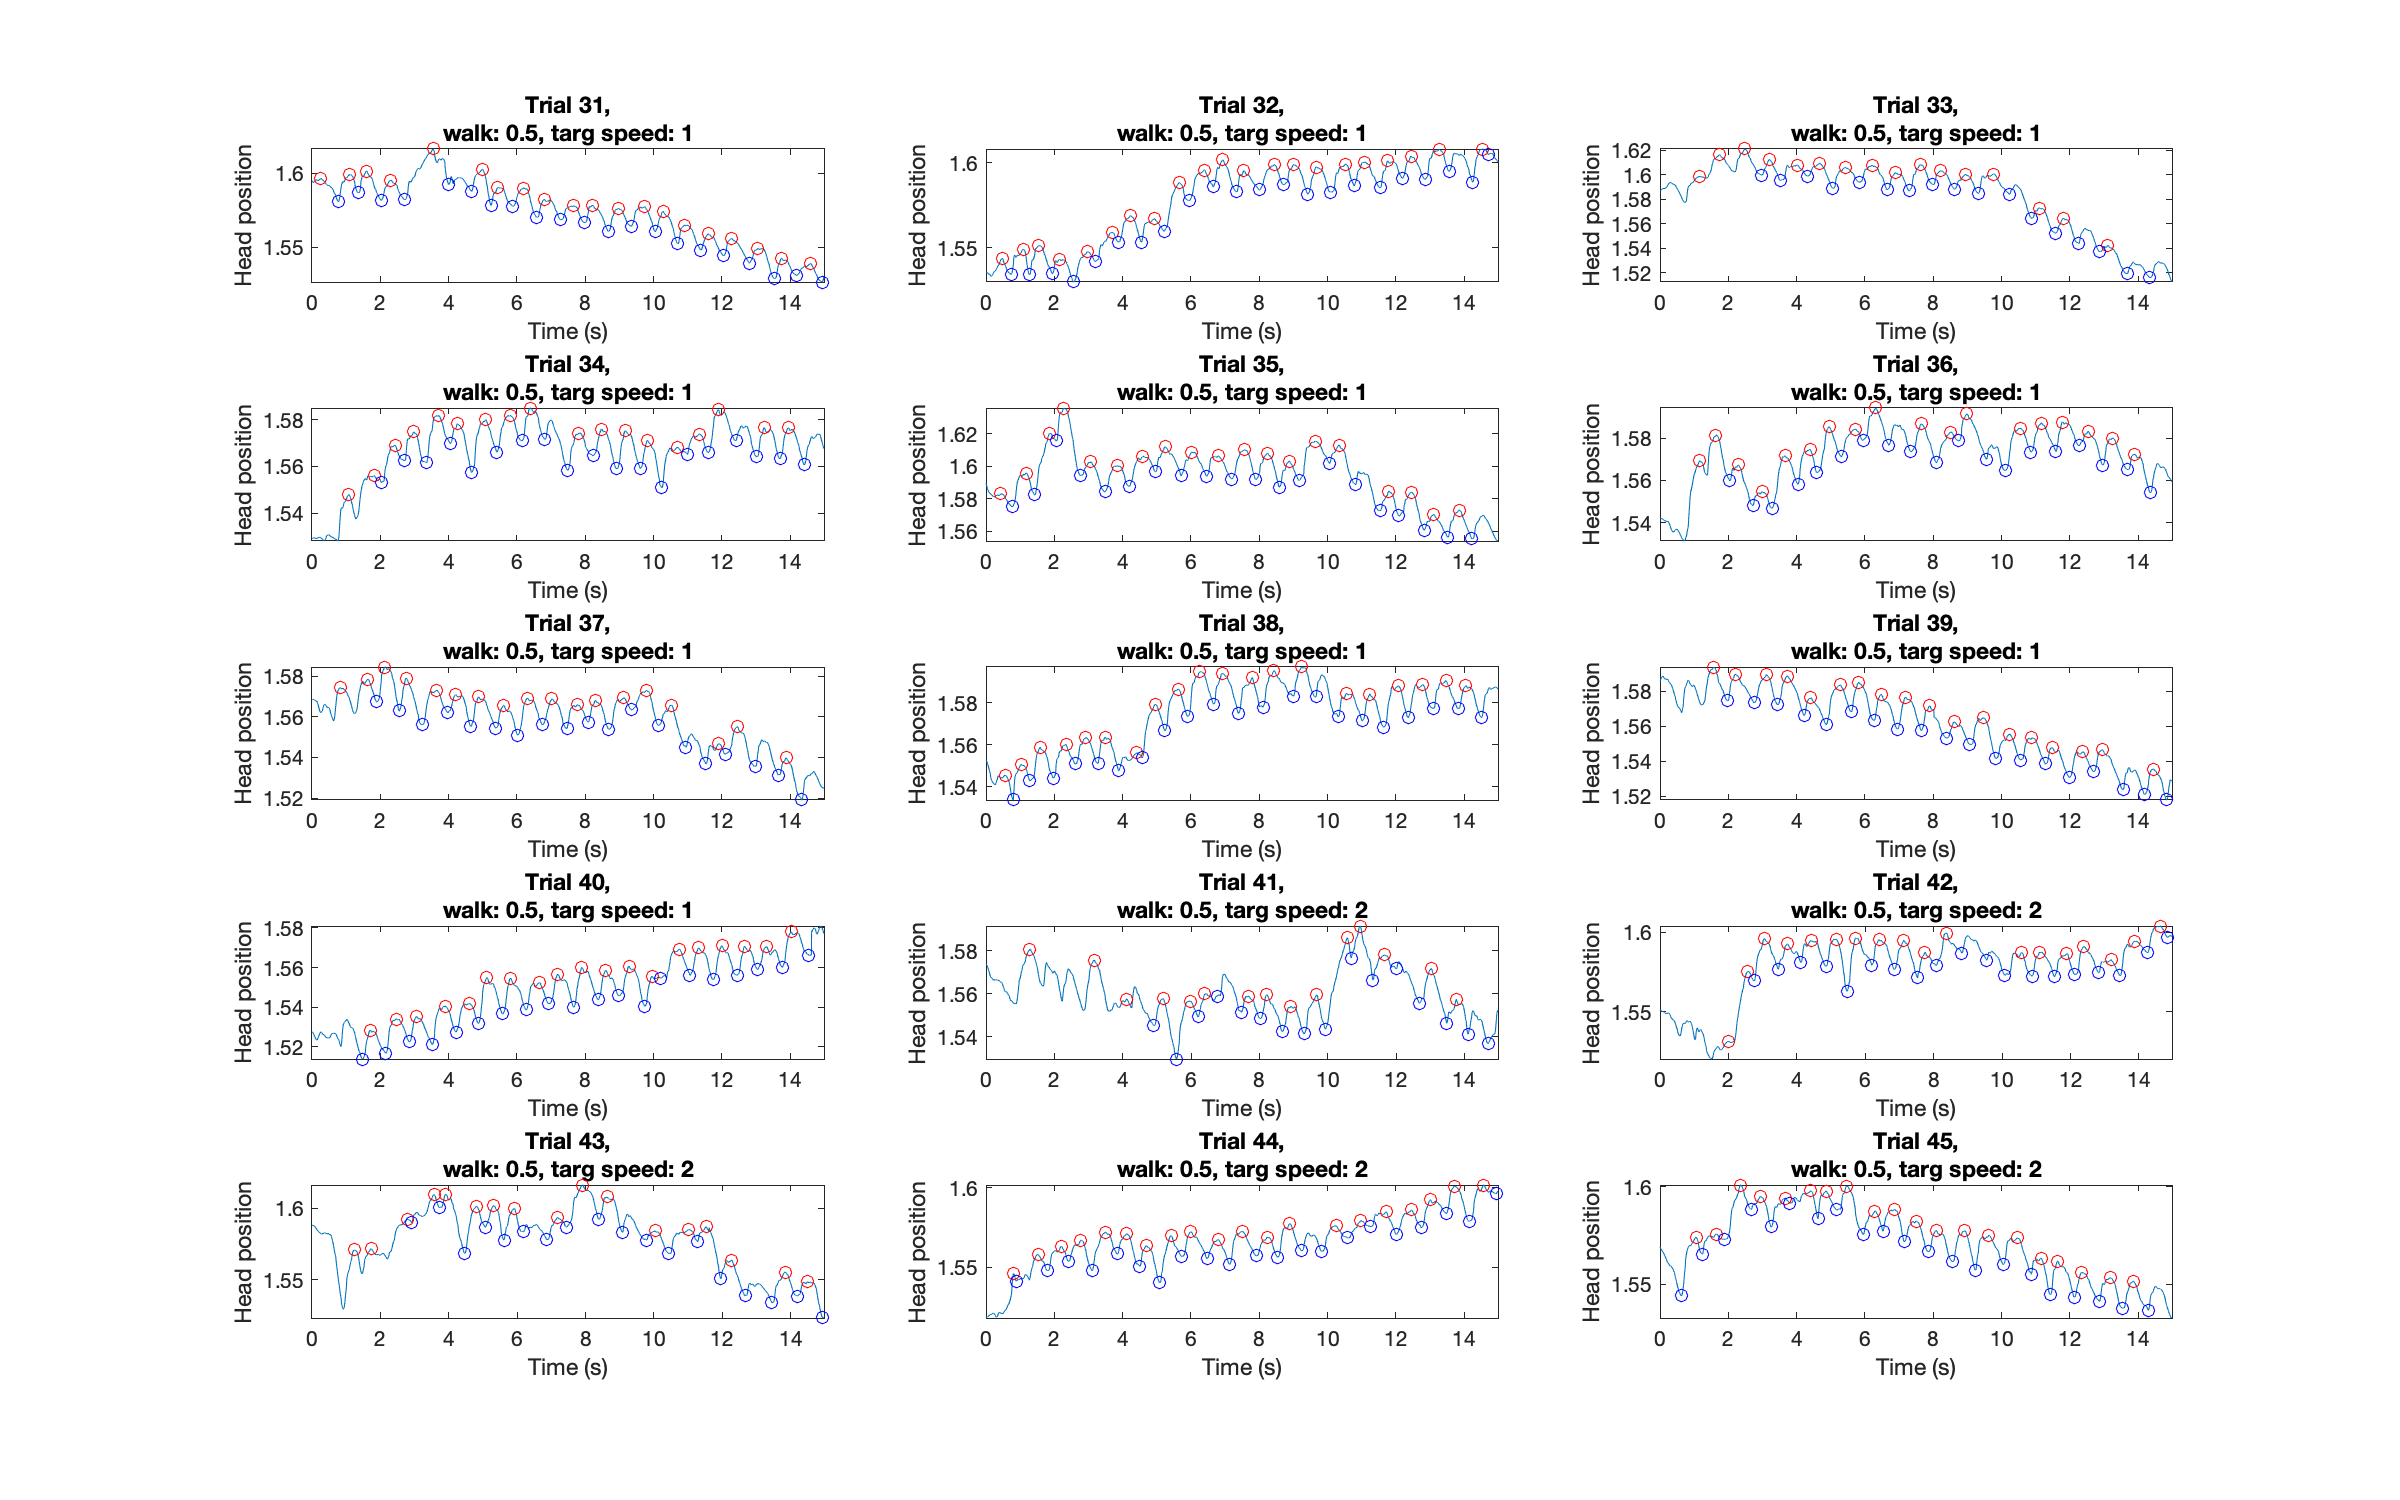 Trial 31,
walk: 0.5, targ speed: 1
Head position
1.6
1.55
0 2 4 6 8 10 12 14
Time (s)
Trial 32,
walk: 0.5, targ speed: 1
Head position
1.6
1.55
0 2 4 6 8 10 12 14
Time (s)
Trial 33,
walk: 0.5, targ speed: 1
Head position
1.62
1.6
1.58
1.56
1.54
1.52
0 2 4 6 8 10 12 14
Time (s)
Trial 34,
walk: 0.5, targ speed: 1
Head position
1.58
1.56
1.54
0 2 4 6 8 10 12 14
Time (s)
Trial 35,
walk: 0.5, targ speed: 1
Head position
1.62
1.6
1.58
1.56
0 2 4 6 8 10 12 14
Time (s)
Trial 36,
walk: 0.5, targ speed: 1
Head position
1.58
1.56
1.54
0 2 4 6 8 10 12 14
Time (s)
Trial 37,
walk: 0.5, targ speed: 1
Head position
1.58
1.56
1.54
1.52
0 2 4 6 8 10 12 14
Time (s)
Trial 38,
walk: 0.5, targ speed: 1
Head position
1.58
1.56
1.54
0 2 4 6 8 10 12 14
Time (s)
Trial 39,
walk: 0.5, targ speed: 1
Head position
1.58
1.56
1.54
1.52
0 2 4 6 8 10 12 14
Time (s)
Trial 40,
walk: 0.5, targ speed: 1
Head position
1.58
1.56
1.54
1.52
0 2 4 6 8 10 12 14
Time (s)
Trial 41,
walk: 0.5, targ speed: 2
Head position
1.58
1.56
1.54
0 2 4 6 8 10 12 14
Time (s)
Trial 42,
walk: 0.5, targ speed: 2
Head position
1.6
1.55
0 2 4 6 8 10 12 14
Time (s)
Trial 43,
walk: 0.5, targ speed: 2
Head position
1.6
1.55
0 2 4 6 8 10 12 14
Time (s)
Trial 44,
walk: 0.5, targ speed: 2
Head position
1.6
1.55
0 2 4 6 8 10 12 14
Time (s)
Trial 45,
walk: 0.5, targ speed: 2
Head position
1.6
1.55
0 2 4 6 8 10 12 14
Time (s)